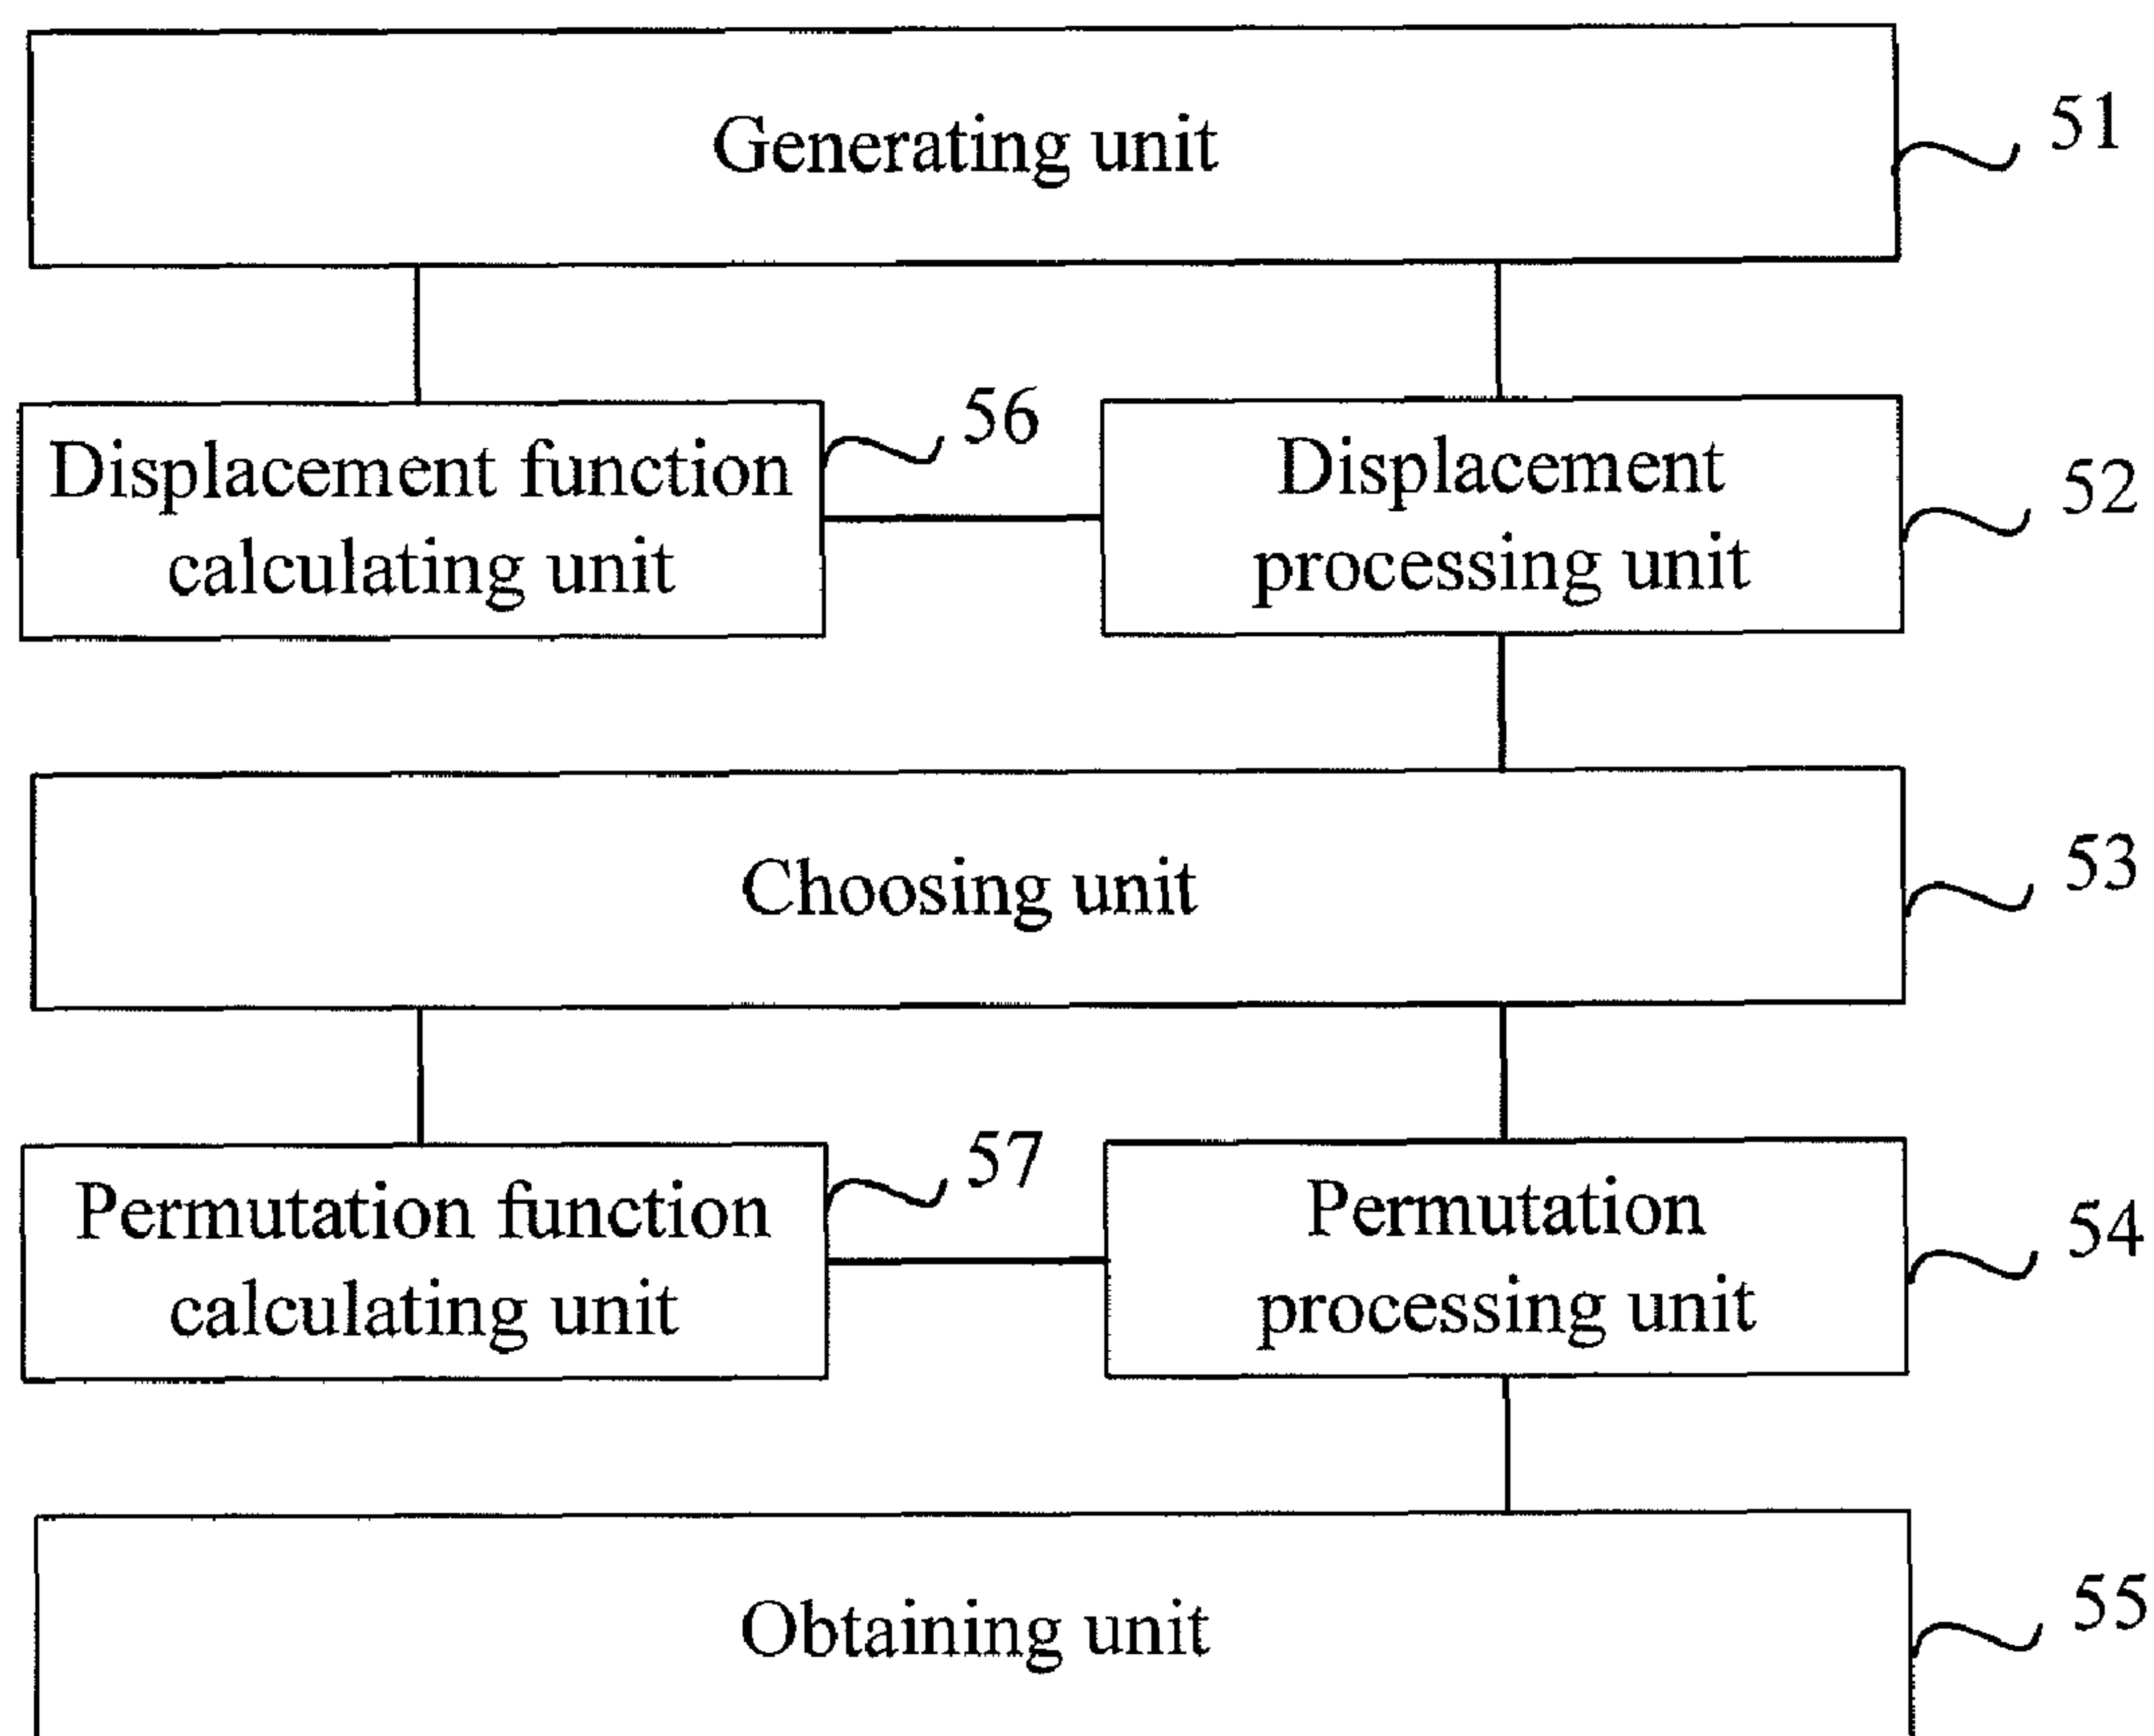 Generating unit
51
Displacement function
calculating unit
56
Displacement
processing unit
52
Choosing unit
53
Permutation function
calculating unit
57
Permutation
processing unit
54
Obtaining unit
55